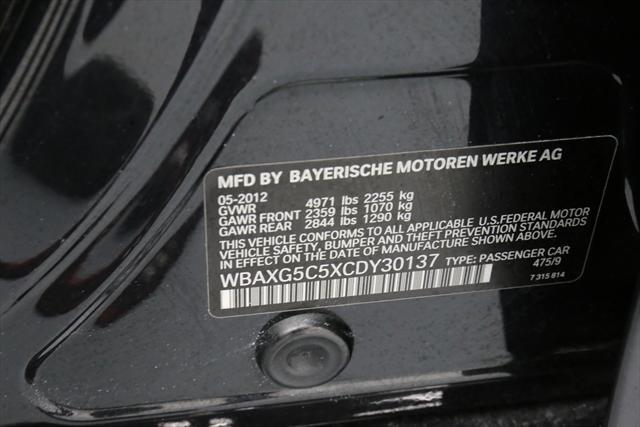 MFD BY BAYERISCHE MOTOREN WERKE AG
05-2012
GVWR 4971 lbs 2255 kg
GAWR FRONT 2359 lbs 1070 kg
GAWR REAR 2844 lbs 1290 kg
THIS VEHICLE CONFORMS TO ALL APPLICABLE U.S.FEDERAL MOTOR
VEHICLE SAFETY, BUMPER AND THEFT PREVENTION STANDARDS
IN EFFECT ON THE DATE OF MANUFACTURE SHOWN ABOVE.
WBAXG5C5XCDY30137 TYPE: PASSENGER CAR
475/9
7 315 814